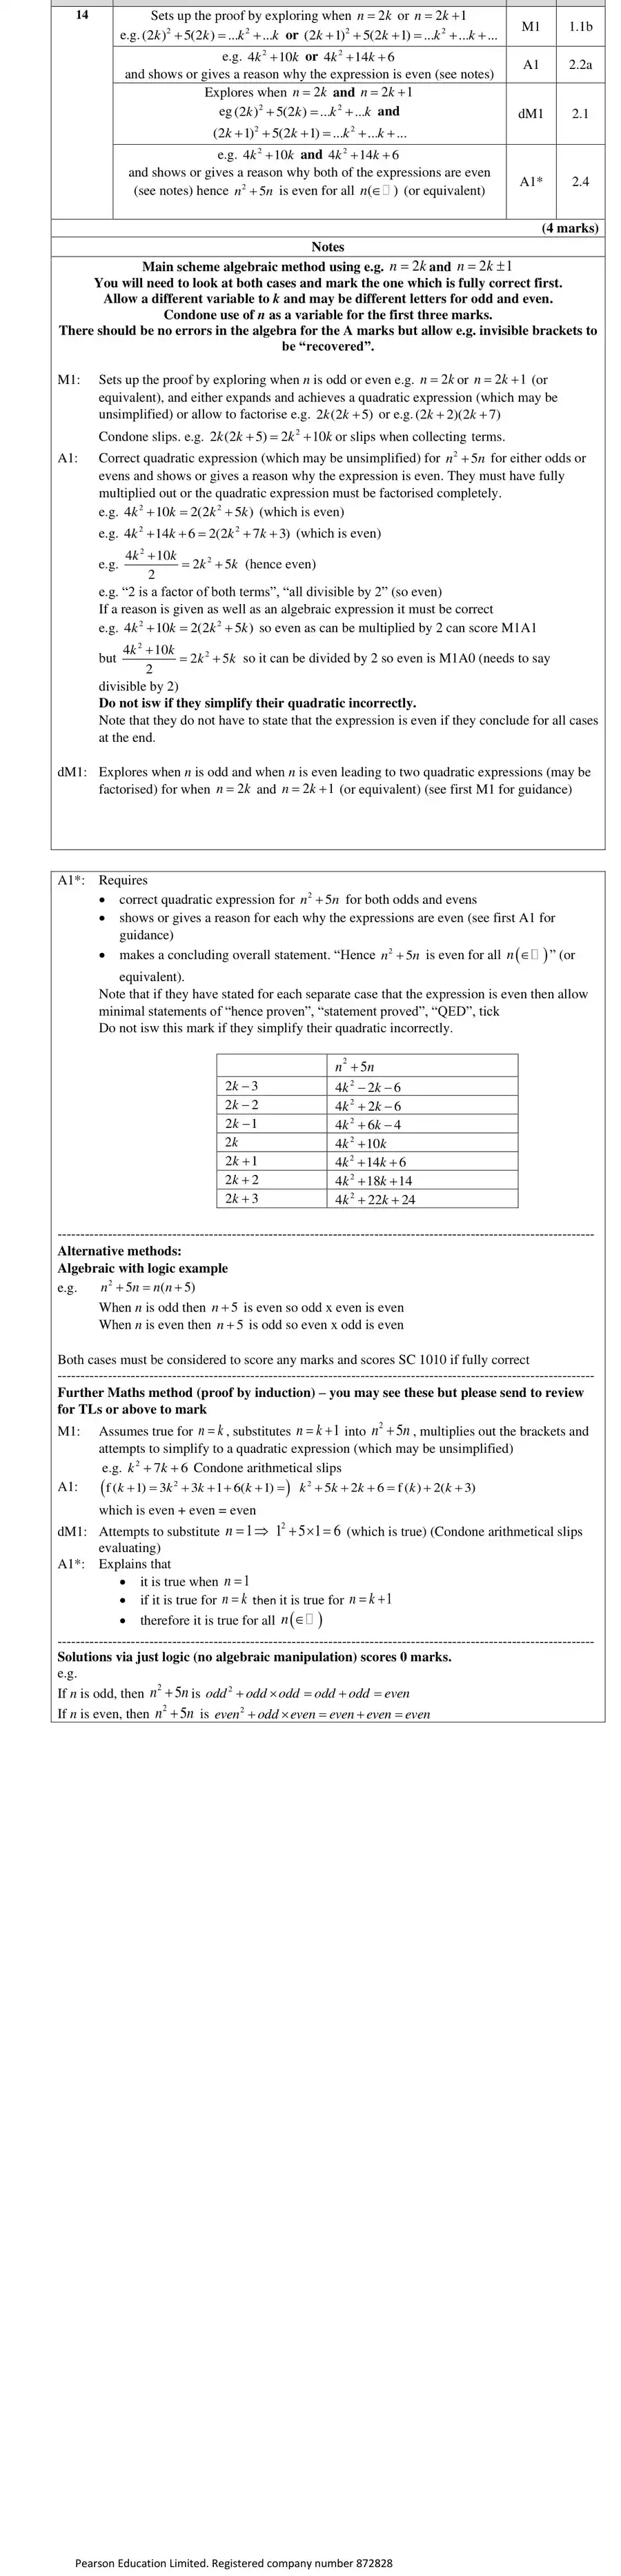 14 Sets up the proof by exploring when n = 2k or n = 2k +1 M1 1.1b
e.g. (2k)² + 5(2k) = ...k² + ...k or (2k +1)² + 5(2k +1) = ...k² + ...k + ...
e.g. 4k² +10k or 4k² +14k + 6 A1 2.2a
and shows or gives a reason why the expression is even (see notes)
Explores when n = 2k and n = 2k +1 dM1 2.1
eg (2k)² + 5(2k) = ...k² + ...k and
(2k +1)² + 5(2k +1) = ...k² + ...k + ...
e.g. 4k² +10k and 4k² +14k + 6 A1* 2.4
and shows or gives a reason why both of the expressions are even
(see notes) hence n² + 5n is even for all n(∈ □ ) (or equivalent)
(4 marks)
Notes
Main scheme algebraic method using e.g. n = 2k and n = 2k ±1
You will need to look at both cases and mark the one which is fully correct first.
Allow a different variable to k and may be different letters for odd and even.
Condone use of n as a variable for the first three marks.
There should be no errors in the algebra for the A marks but allow e.g. invisible brackets to
be “recovered”.
M1: Sets up the proof by exploring when n is odd or even e.g. n = 2k or n = 2k +1 (or
equivalent), and either expands and achieves a quadratic expression (which may be
unsimplified) or allow to factorise e.g. 2k(2k + 5) or e.g. (2k + 2)(2k + 7)
Condone slips. e.g. 2k(2k + 5) = 2k² +10k or slips when collecting terms.
A1: Correct quadratic expression (which may be unsimplified) for n² + 5n for either odds or
evens and shows or gives a reason why the expression is even. They must have fully
multiplied out or the quadratic expression must be factorised completely.
e.g. 4k² +10k = 2(2k² + 5k) (which is even)
e.g. 4k² +14k + 6 = 2(2k² + 7k + 3) (which is even)
e.g. (4k² +10k)/2 = 2k² + 5k (hence even)
e.g. “2 is a factor of both terms”, “all divisible by 2” (so even)
If a reason is given as well as an algebraic expression it must be correct
e.g. 4k² +10k = 2(2k² + 5k) so even as can be multiplied by 2 can score M1A1
but (4k² +10k)/2 = 2k² + 5k so it can be divided by 2 so even is M1A0 (needs to say
divisible by 2)
Do not isw if they simplify their quadratic incorrectly.
Note that they do not have to state that the expression is even if they conclude for all cases
at the end.
dM1: Explores when n is odd and when n is even leading to two quadratic expressions (may be
factorised) for when n = 2k and n = 2k +1 (or equivalent) (see first M1 for guidance)
A1*: Requires
• correct quadratic expression for n² + 5n for both odds and evens
• shows or gives a reason for each why the expressions are even (see first A1 for
guidance)
• makes a concluding overall statement. “Hence n² + 5n is even for all n(∈ □ )” (or
equivalent).
Note that if they have stated for each separate case that the expression is even then allow
minimal statements of “hence proven”, “statement proved”, “QED”, tick
Do not isw this mark if they simplify their quadratic incorrectly.
n² + 5n
2k − 3 4k² − 2k − 6
2k − 2 4k² + 2k − 6
2k −1 4k² + 6k − 4
2k 4k² +10k
2k +1 4k² +14k + 6
2k + 2 4k² +18k +14
2k + 3 4k² + 22k + 24
Alternative methods:
Algebraic with logic example
e.g. n² + 5n = n(n + 5)
When n is odd then n + 5 is even so odd x even is even
When n is even then n + 5 is odd so even x odd is even
Both cases must be considered to score any marks and scores SC 1010 if fully correct
Further Maths method (proof by induction) – you may see these but please send to review
for TLs or above to mark
M1: Assumes true for n = k , substitutes n = k +1 into n² + 5n , multiplies out the brackets and
attempts to simplify to a quadratic expression (which may be unsimplified)
e.g. k² + 7k + 6 Condone arithmetical slips
A1: (f (k +1) = 3k² + 3k +1+ 6(k +1) =) k² + 5k + 2k + 6 = f (k) + 2(k + 3)
which is even + even = even
dM1: Attempts to substitute n = 1 ⇒ 1² + 5×1 = 6 (which is true) (Condone arithmetical slips
evaluating)
A1*: Explains that
• it is true when n = 1
• if it is true for n = k then it is true for n = k +1
• therefore it is true for all n(∈ □ )
Solutions via just logic (no algebraic manipulation) scores 0 marks.
e.g.
If n is odd, then n² + 5n is odd² + odd × odd = odd + odd = even
If n is even, then n² + 5n is even² + odd × even = even + even = even
Pearson Education Limited. Registered company number 872828